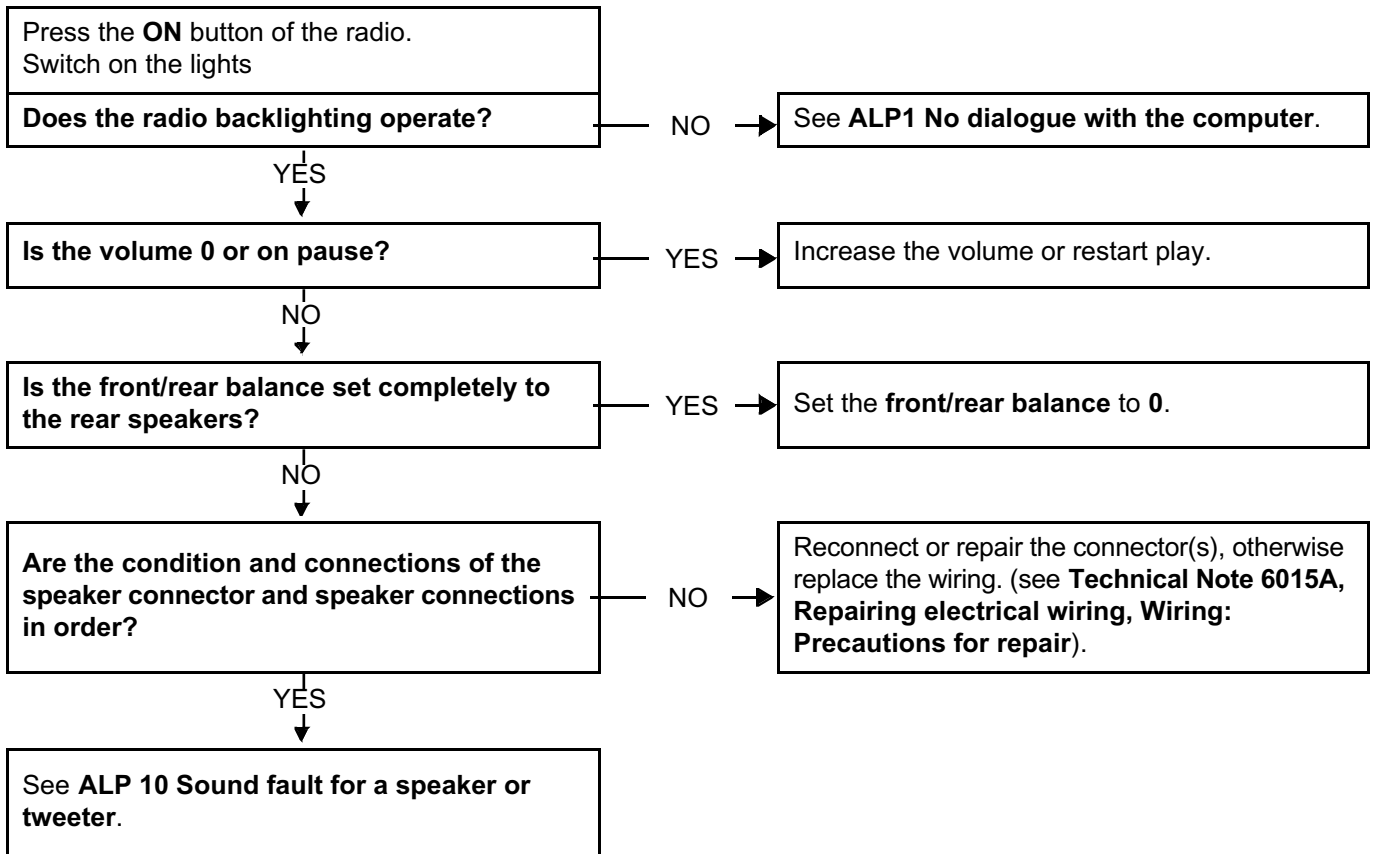 Press the ON button of the radio.
Switch on the lights
Does the radio backlighting operate?
NO
See ALP1 No dialogue with the computer.
YES
Is the volume 0 or on pause?
YES
Increase the volume or restart play.
NO
Is the front/rear balance set completely to
the rear speakers?
YES
Set the front/rear balance to 0.
NO
Are the condition and connections of the
speaker connector and speaker connections
in order?
NO
Reconnect or repair the connector(s), otherwise
replace the wiring. (see Technical Note 6015A,
Repairing electrical wiring, Wiring:
Precautions for repair).
YES
See ALP 10 Sound fault for a speaker or
tweeter.